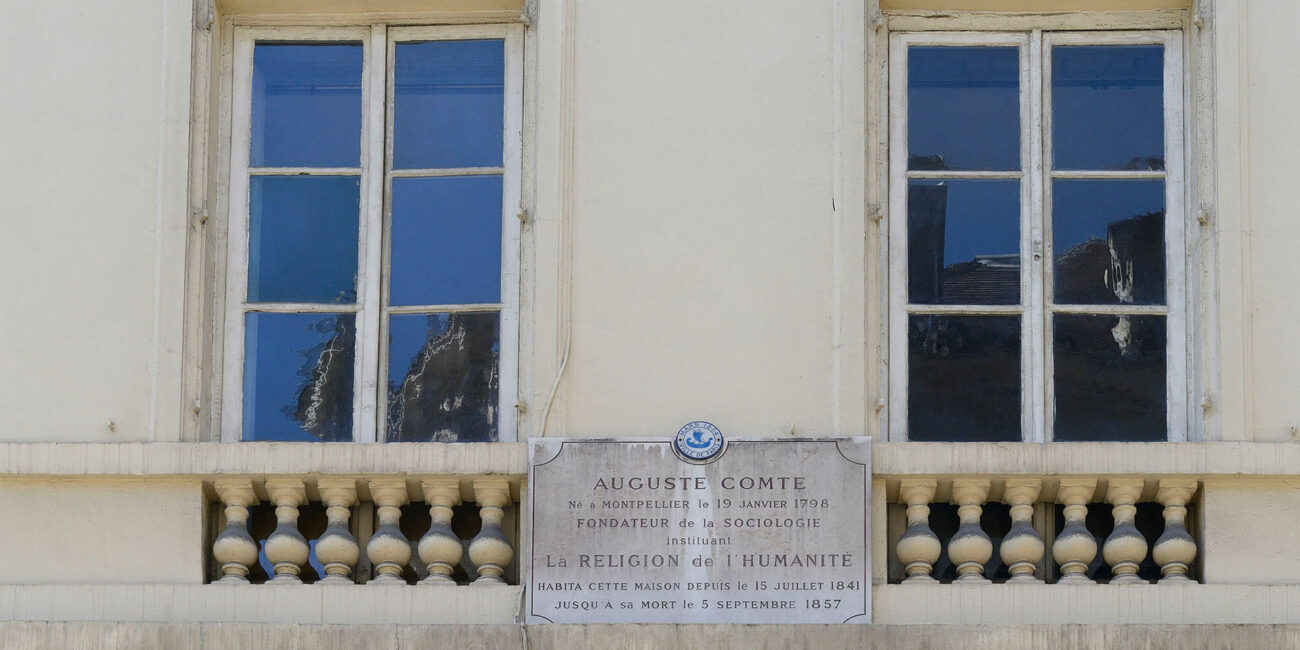 AUGUSTE COMTE
Né à MONTPELLIER le 19 JANVIER 1798
FONDATEUR de la SOCIOLOGIE
instituant
La RELIGION de l'HUMANITÉ
HABITA CETTE MAISON DEPUIS le 15 JUILLET 1841
JUSQU'À sa MORT le 5 SEPTEMBRE 1857